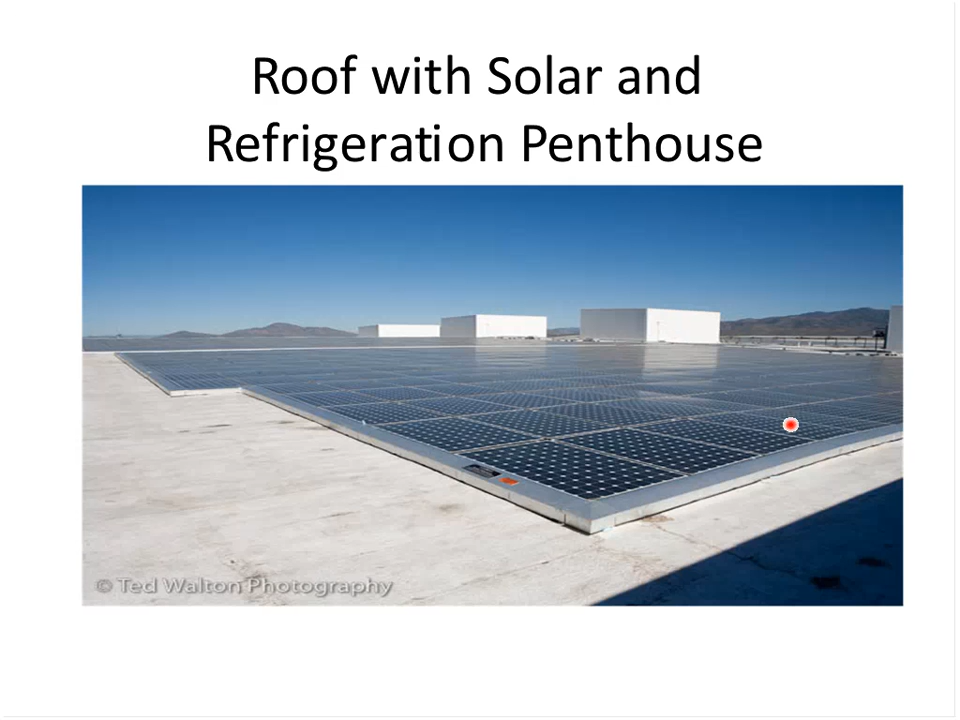 Roof with Solar and
Refrigeration Penthouse
© Ted Walton Photography